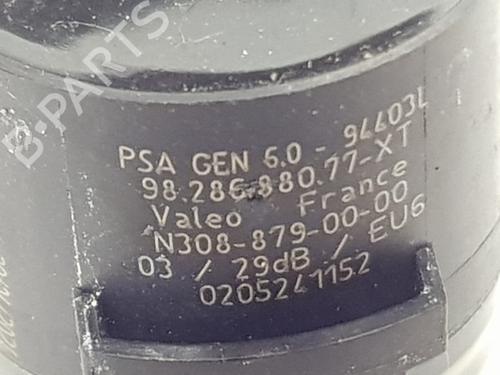 B-PARTS
PSA GEN 6.0 - 94403L
98.286.880.77-XT
Valeo France
N308-879-00-00
03 / 29dB / EU6
0205241152